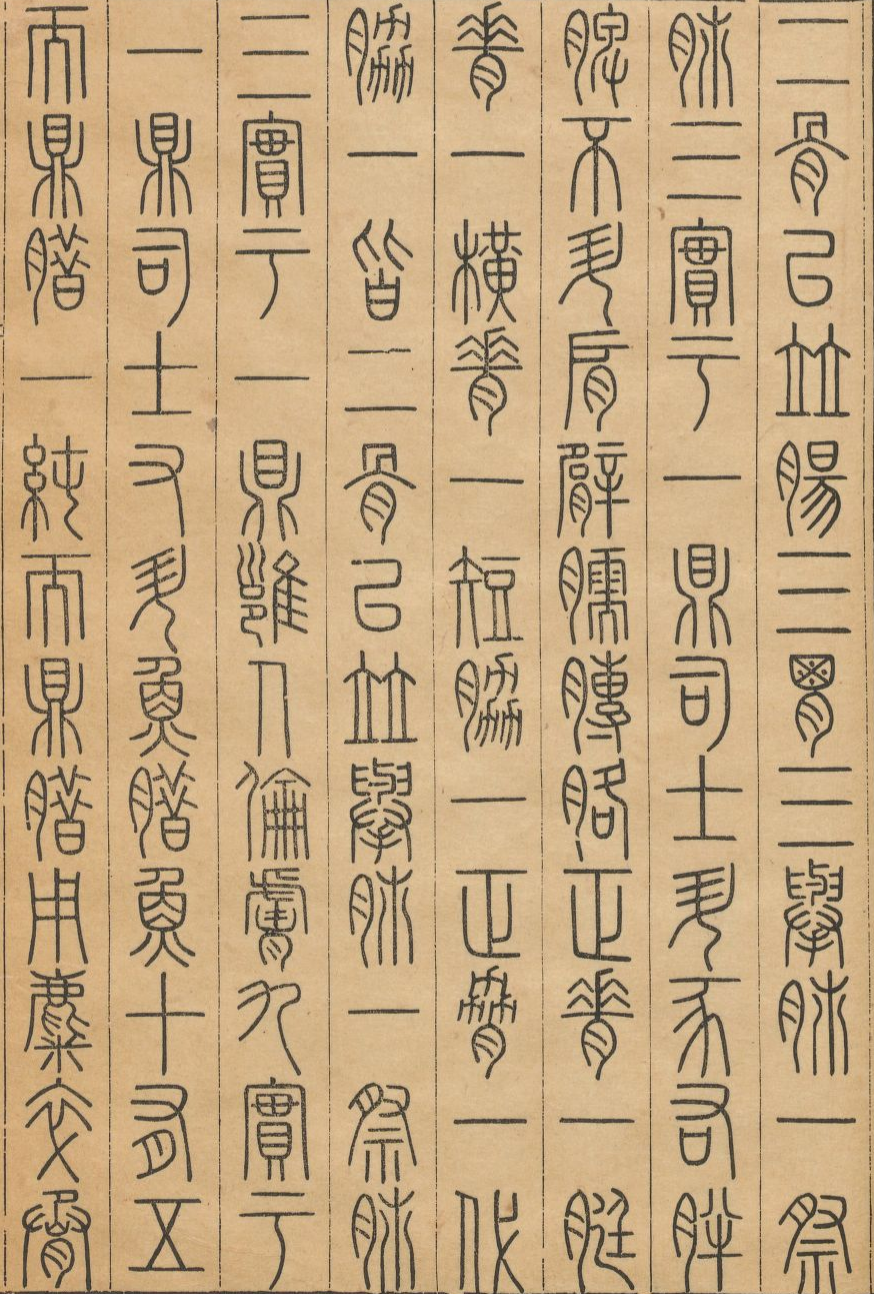 二骨以並腸三胃三舉肺一祭
肺三實于一鼎司士升豕右胖
髀不升肩臂臑膊骼正脊一脡
脊一橫脊一短脅一正脅一代
脅一皆二骨以並舉肺一祭肺
三實于一鼎雝人倫膚九實于
一鼎司士又升魚腊魚十有五
而鼎腊一純而鼎腊用麋卒脀